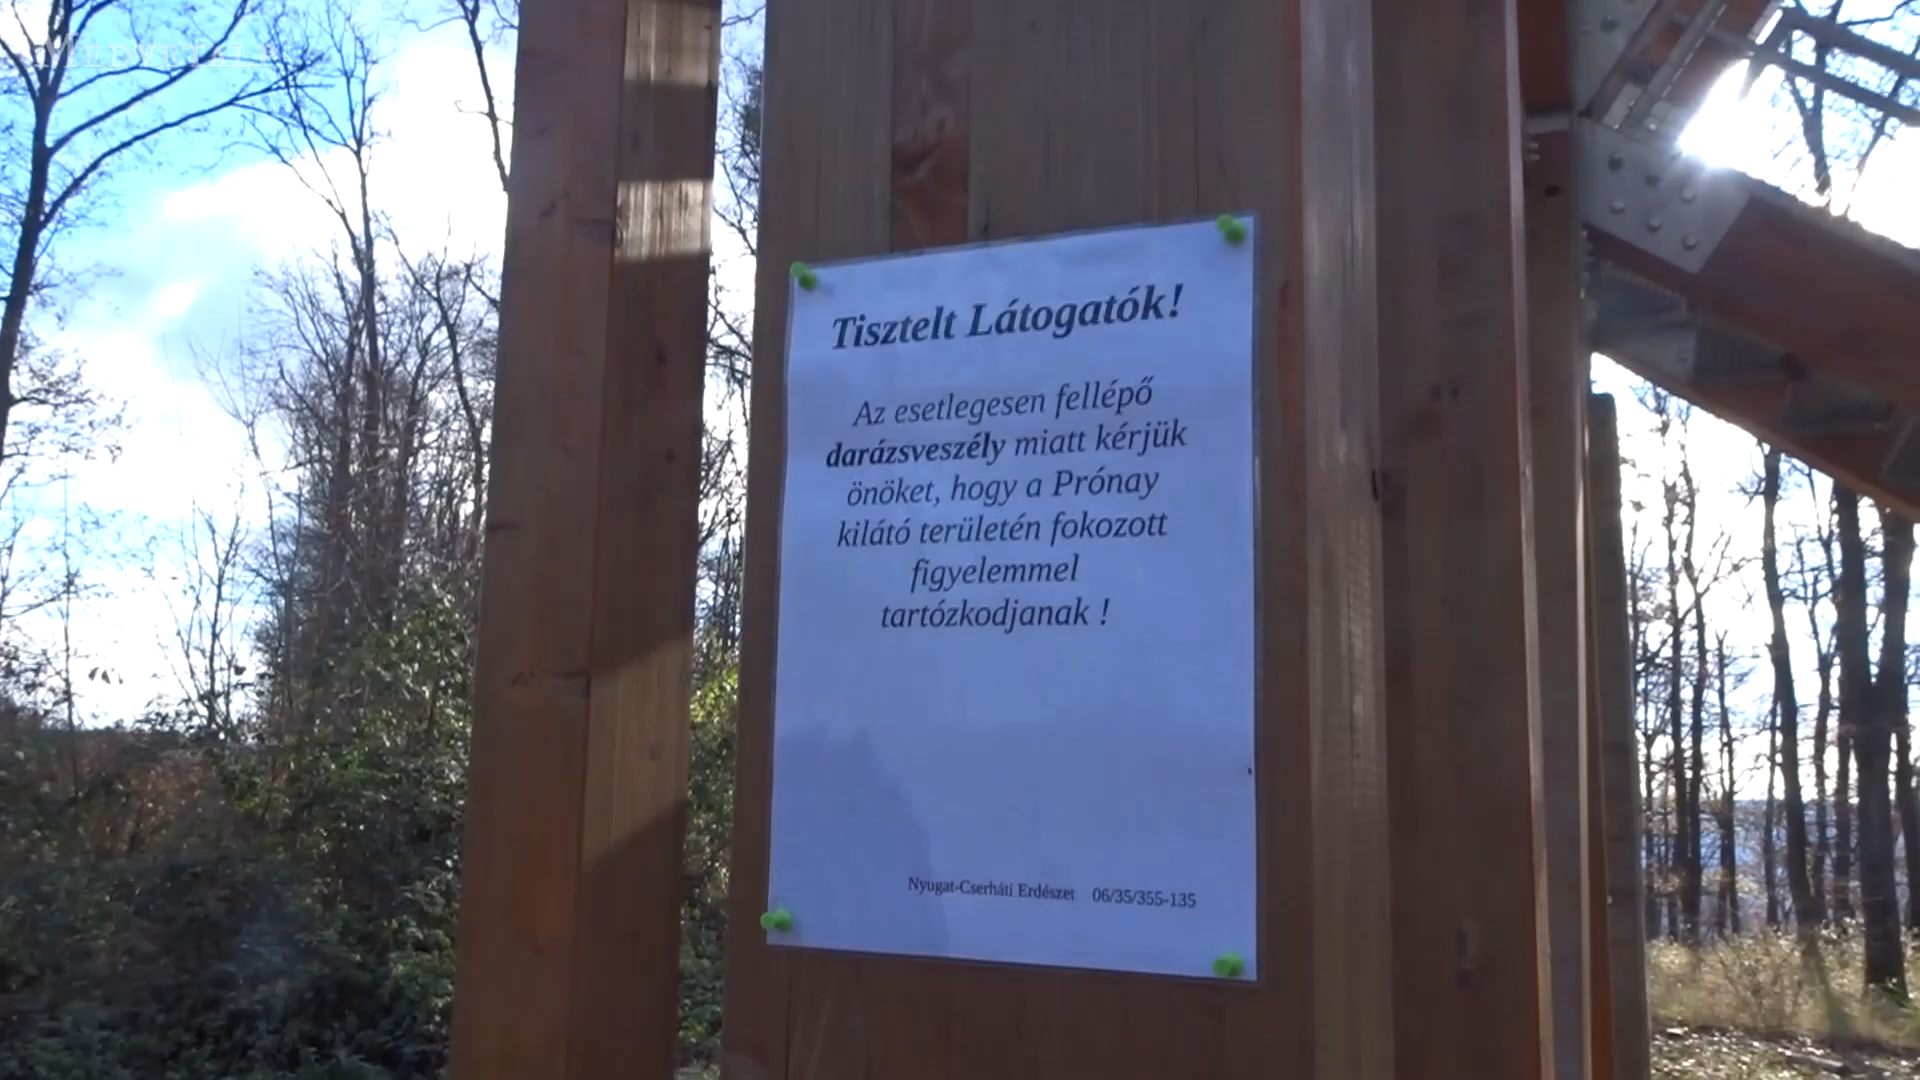 Tisztelt Látogatók!
Az esetlegesen fellépő
darázsveszély miatt kérjük
önöket, hogy a Prónay
kilátó területén fokozott
figyelemmel
tartózkodjanak !
Nyugat-Cserháti Erdészet 06/35/355-135